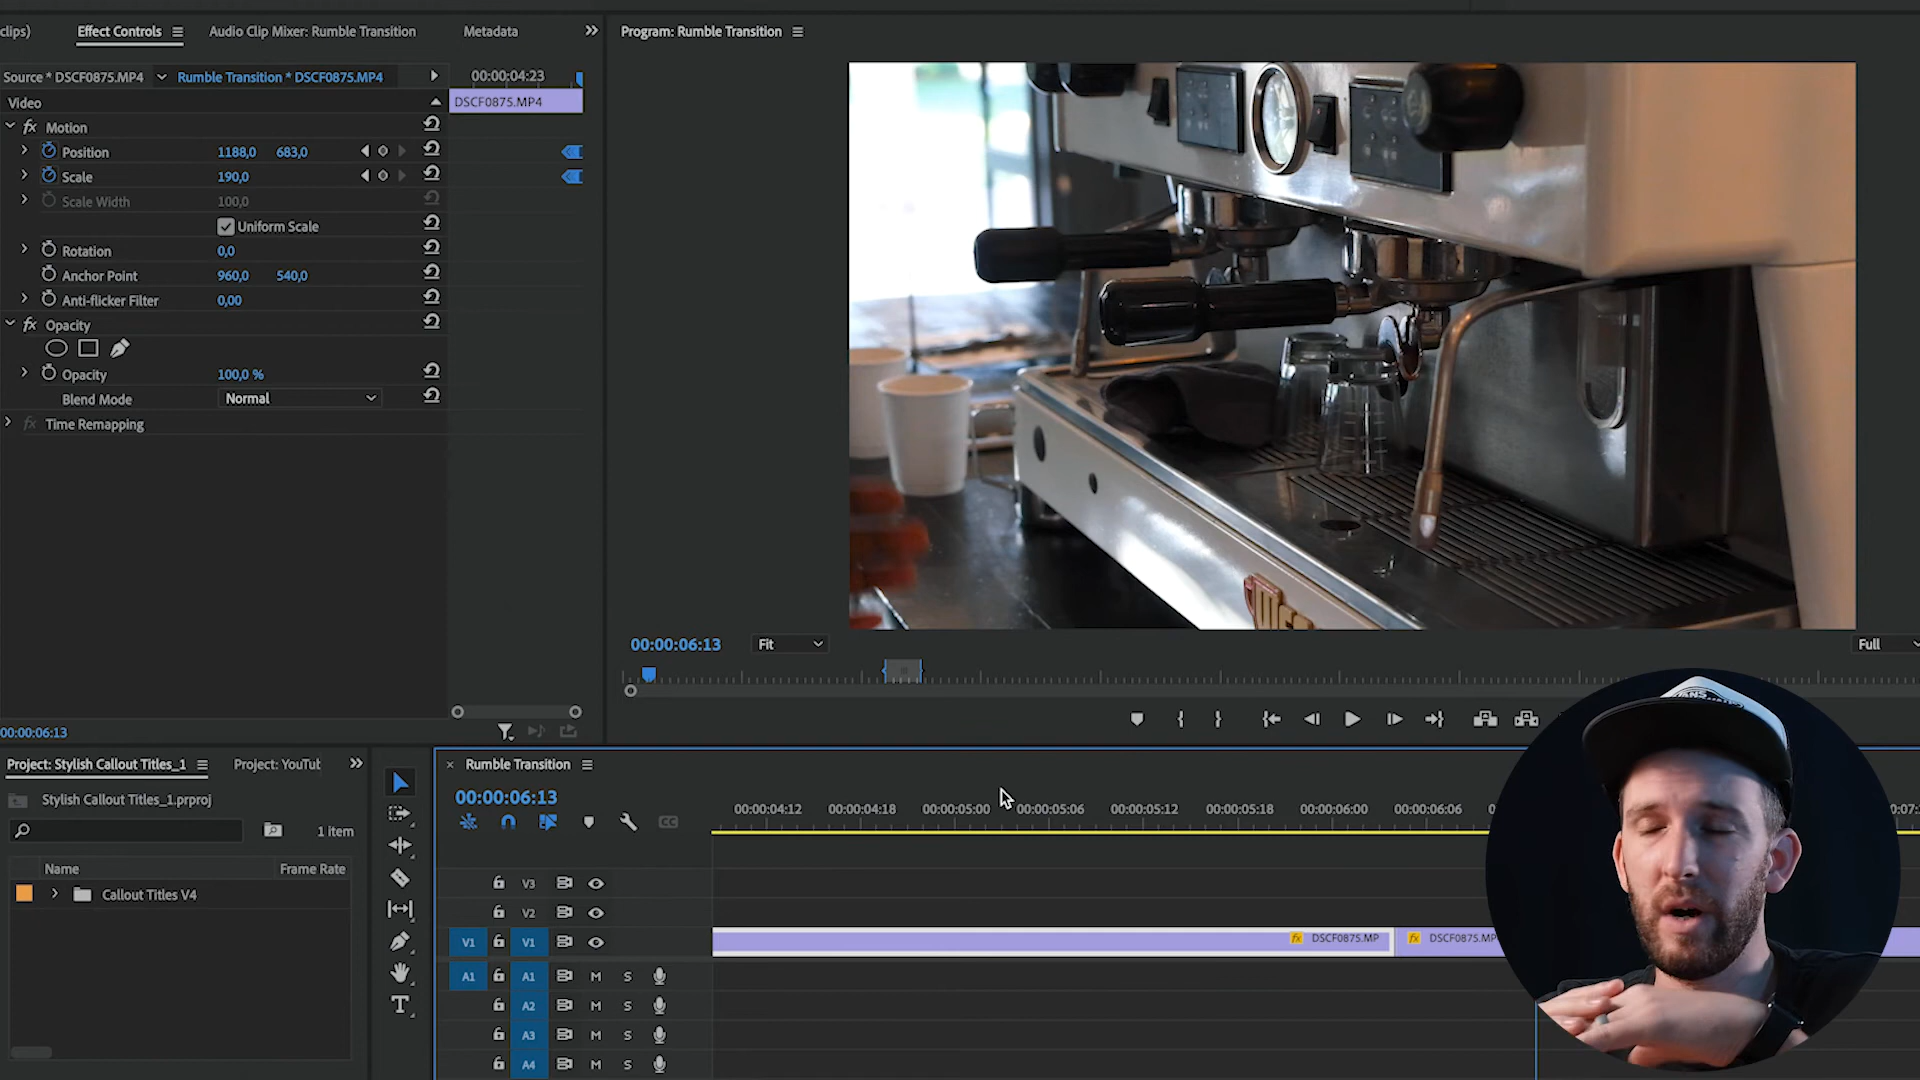 clips)
Effect Controls
Audio Clip Mixer: Rumble Transition
Metadata
Program: Rumble Transition
Source * DSCF0875.MP4
Rumble Transition * DSCF0875.MP4
00:00:04:23
Video
DSCF0875.MP4
fx Motion
Position 1188,0 683,0
Scale 190,0
Scale Width 100,0
Uniform Scale
Rotation 0,0
Anchor Point 960,0 540,0
Anti-flicker Filter 0,00
fx Opacity
Opacity 100,0 %
Blend Mode Normal
fx Time Remapping
00:00:06:13
Fit
Full
00:00:06:13
Project: Stylish Callout Titles_1
Project: YouTut
Stylish Callout Titles_1.prproj
1 item
Name
Frame Rate
Callout Titles V4
× Rumble Transition
00:00:06:13
00:00:04:12 00:00:04:18 00:00:05:00 00:00:05:06 00:00:05:12 00:00:05:18 00:00:06:00 00:00:06:06
CC
V3
V2
V1 V1
fx DSCF0875.MP
fx DSCF0875.MP
A1 A1 M S
A2 M S
A3 M S
A4 M S
T